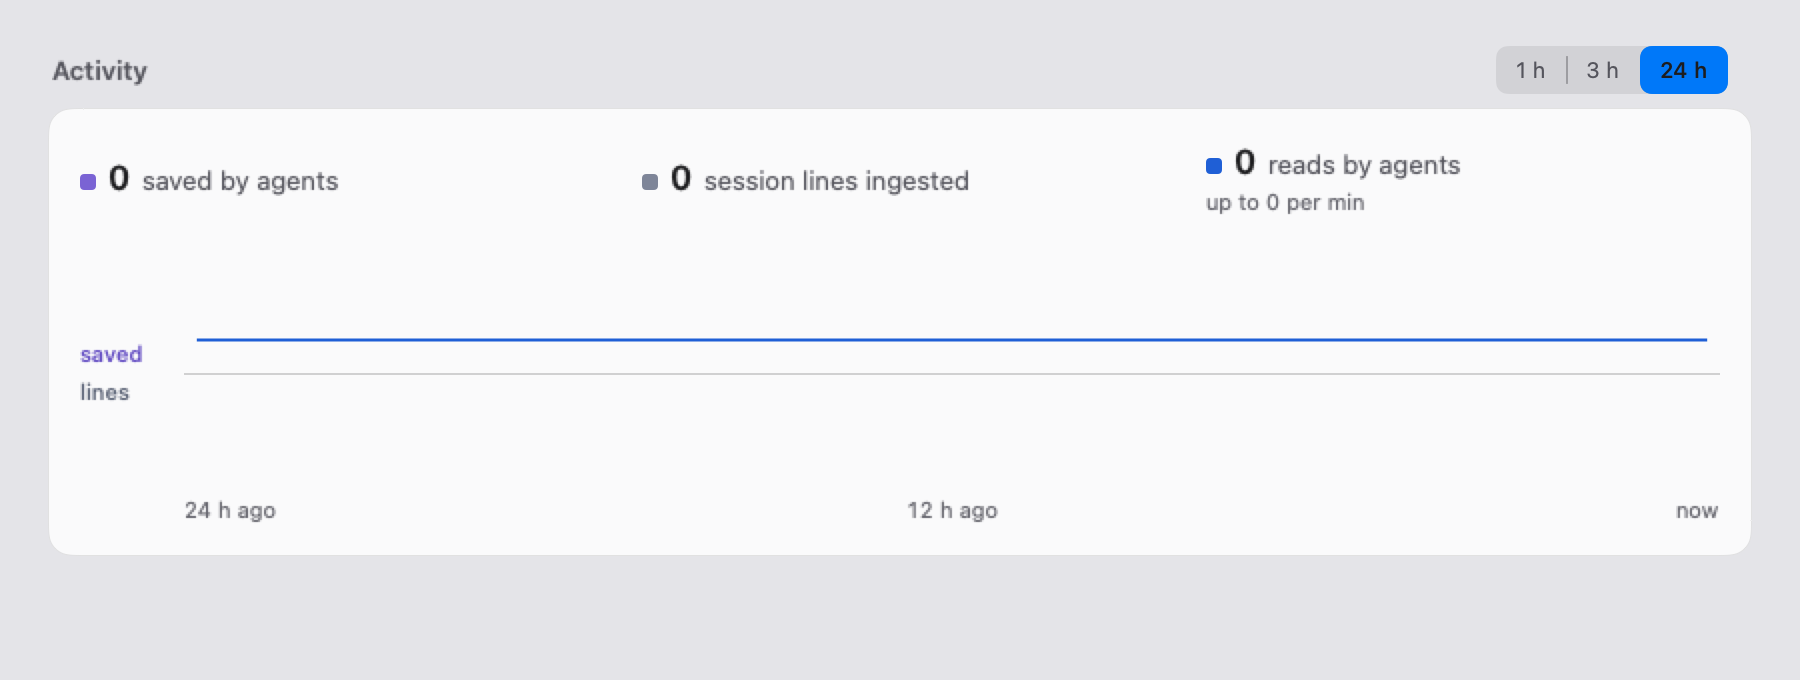 Activity
1 h 3 h 24 h
0 saved by agents
0 session lines ingested
0 reads by agents
up to 0 per min
saved
lines
24 h ago 12 h ago now